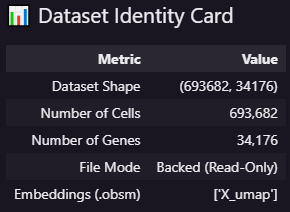 Dataset Identity Card
Metric Value
Dataset Shape (693682, 34176)
Number of Cells 693,682
Number of Genes 34,176
File Mode Backed (Read-Only)
Embeddings (.obsm) ['X_umap']